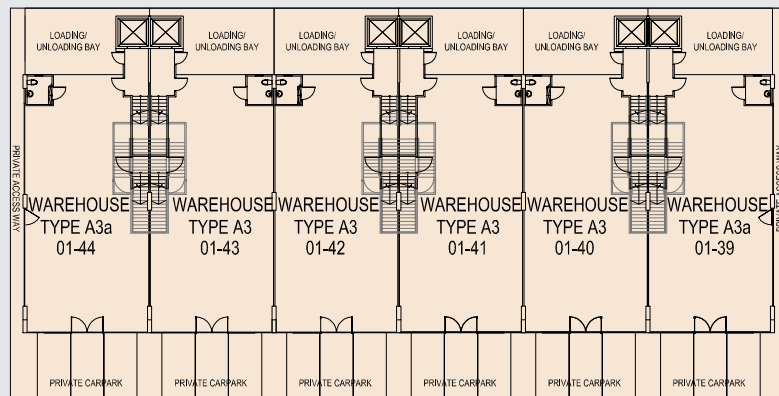 LOADING/
UNLOADING BAY
LOADING/
UNLOADING BAY
LOADING/
UNLOADING BAY
LOADING/
UNLOADING BAY
LOADING/
UNLOADING BAY
LOADING/
UNLOADING BAY
PRIVATE ACCESS WAY
WAREHOUSE
TYPE A3a
01-44
WAREHOUSE
TYPE A3
01-43
WAREHOUSE
TYPE A3
01-42
WAREHOUSE
TYPE A3
01-41
WAREHOUSE
TYPE A3
01-40
WAREHOUSE
TYPE A3a
01-39
PRIVATE ACCESS WAY
PRIVATE CARPARK
PRIVATE CARPARK
PRIVATE CARPARK
PRIVATE CARPARK
PRIVATE CARPARK
PRIVATE CARPARK